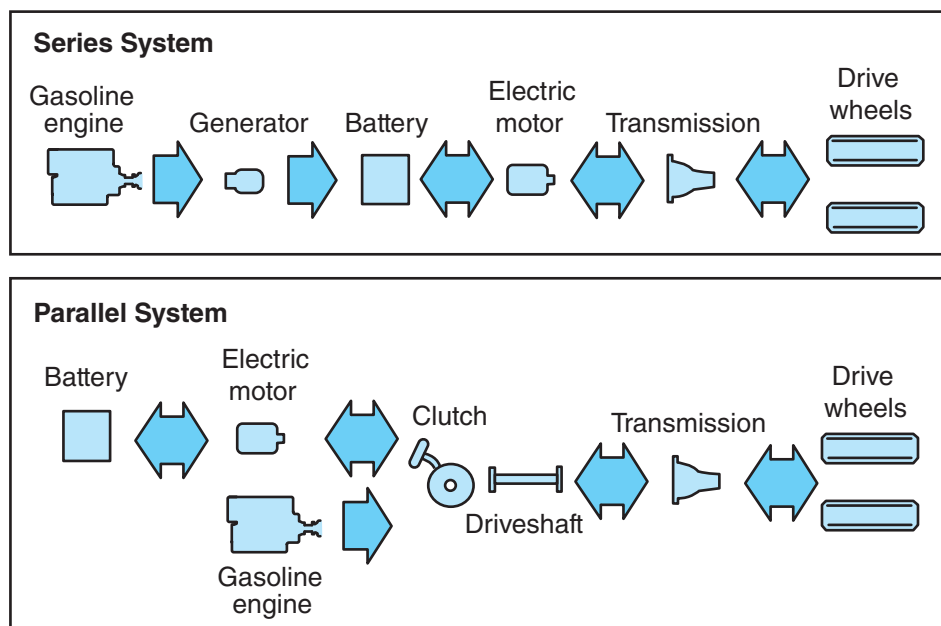 Series System
Gasoline
engine
Generator
Battery
Electric
motor
Transmission
Drive
wheels
Parallel System
Battery
Electric
motor
Gasoline
engine
Clutch
Driveshaft
Transmission
Drive
wheels